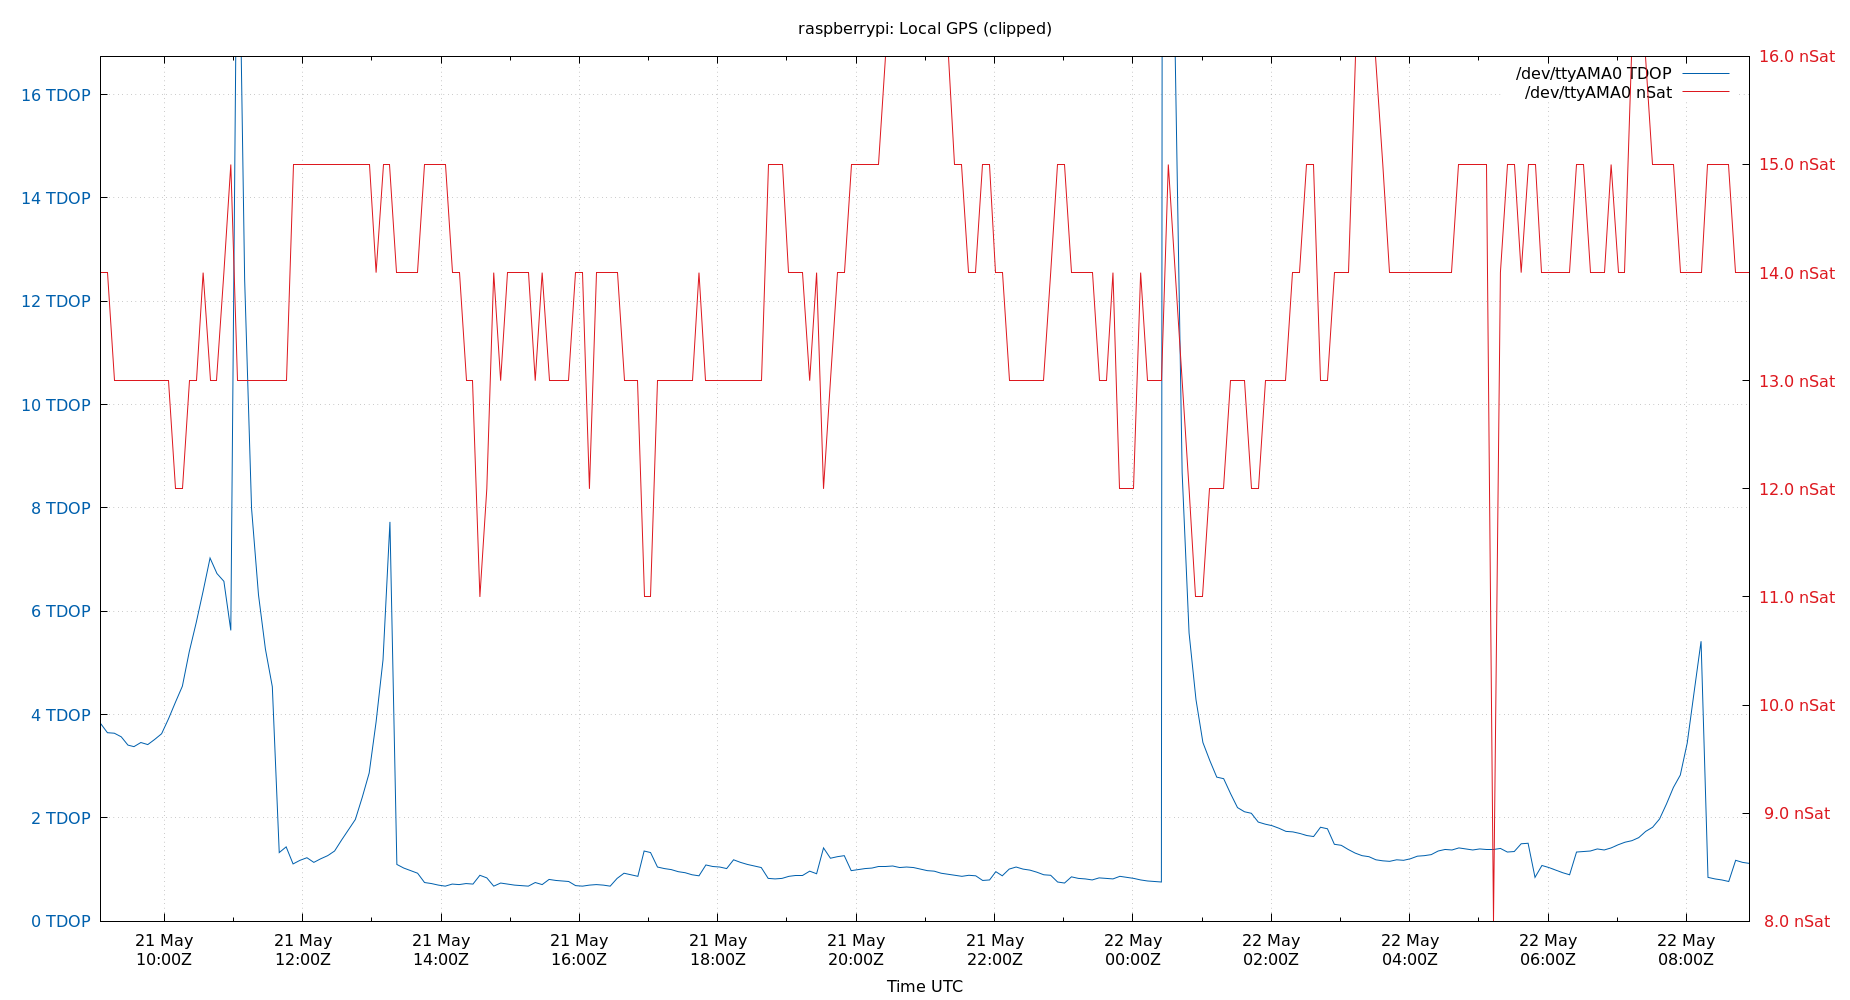 raspberrypi: Local GPS (clipped)
/dev/ttyAMA0 TDOP
/dev/ttyAMA0 nSat
16 TDOP
14 TDOP
12 TDOP
10 TDOP
8 TDOP
6 TDOP
4 TDOP
2 TDOP
0 TDOP
16.0 nSat
15.0 nSat
14.0 nSat
13.0 nSat
12.0 nSat
11.0 nSat
10.0 nSat
9.0 nSat
8.0 nSat
21 May
10:00Z
21 May
12:00Z
21 May
14:00Z
21 May
16:00Z
21 May
18:00Z
21 May
20:00Z
21 May
22:00Z
22 May
00:00Z
22 May
02:00Z
22 May
04:00Z
22 May
06:00Z
22 May
08:00Z
Time UTC